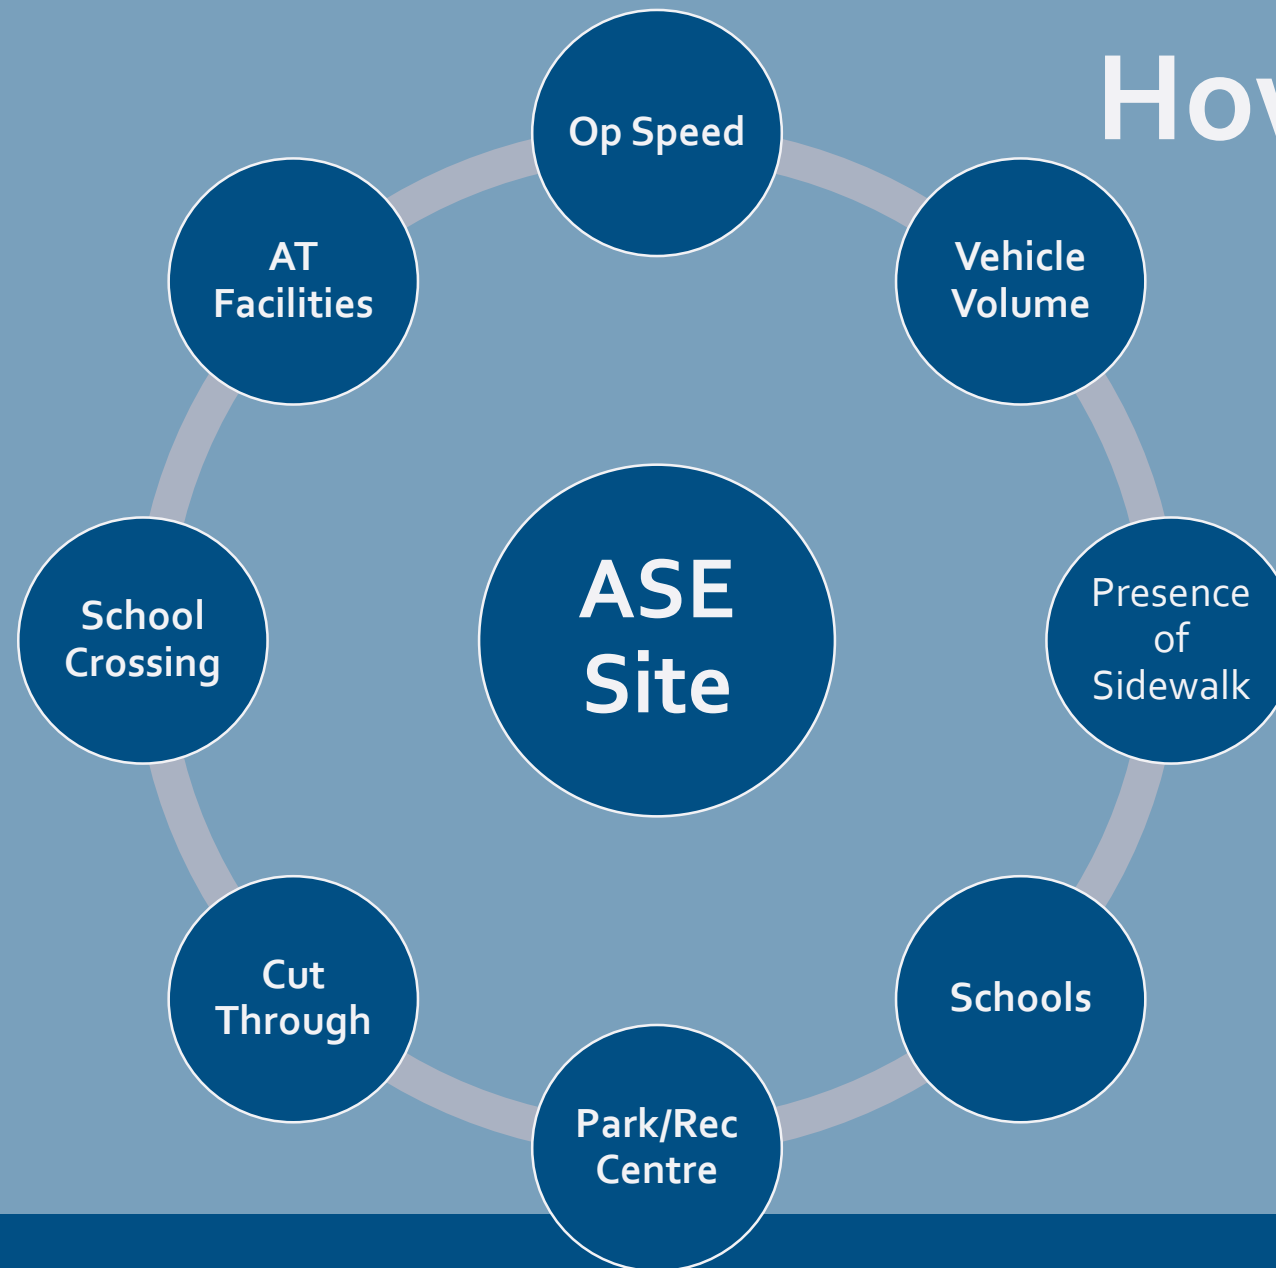 How
Op Speed
Vehicle
Volume
Presence
of
Sidewalk
Schools
Park/Rec
Centre
Cut
Through
School
Crossing
AT
Facilities
ASE
Site